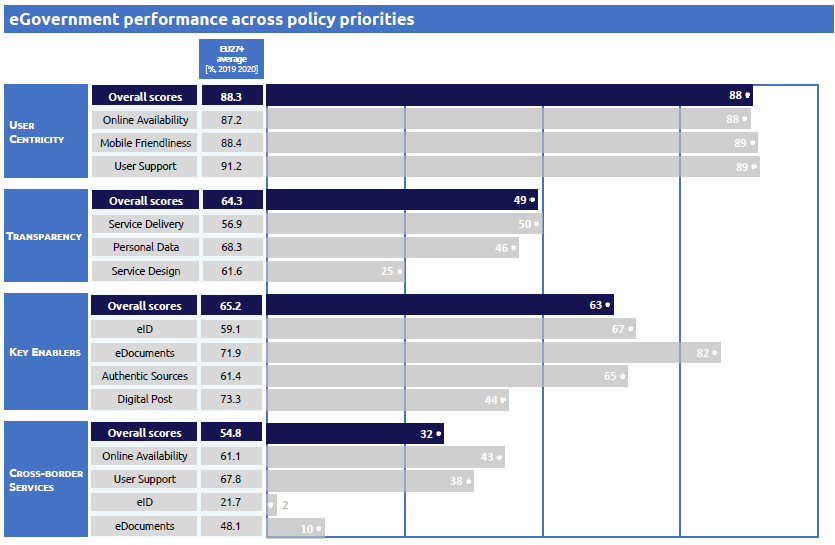 eGovernment performance across policy priorities
EU27+
average
[%, 2019 2020]
USER
CENTRICITY
Overall scores 88.3 88
Online Availability 87.2 88
Mobile Friendliness 88.4 89
User Support 91.2 89
TRANSPARENCY
Overall scores 64.3 49
Service Delivery 56.9 50
Personal Data 68.3 46
Service Design 61.6 25
KEY ENABLERS
Overall scores 65.2 63
eID 59.1 67
eDocuments 71.9 82
Authentic Sources 61.4 65
Digital Post 73.3 44
CROSS-BORDER
SERVICES
Overall scores 54.8 32
Online Availability 61.1 43
User Support 67.8 38
eID 21.7 2
eDocuments 48.1 10